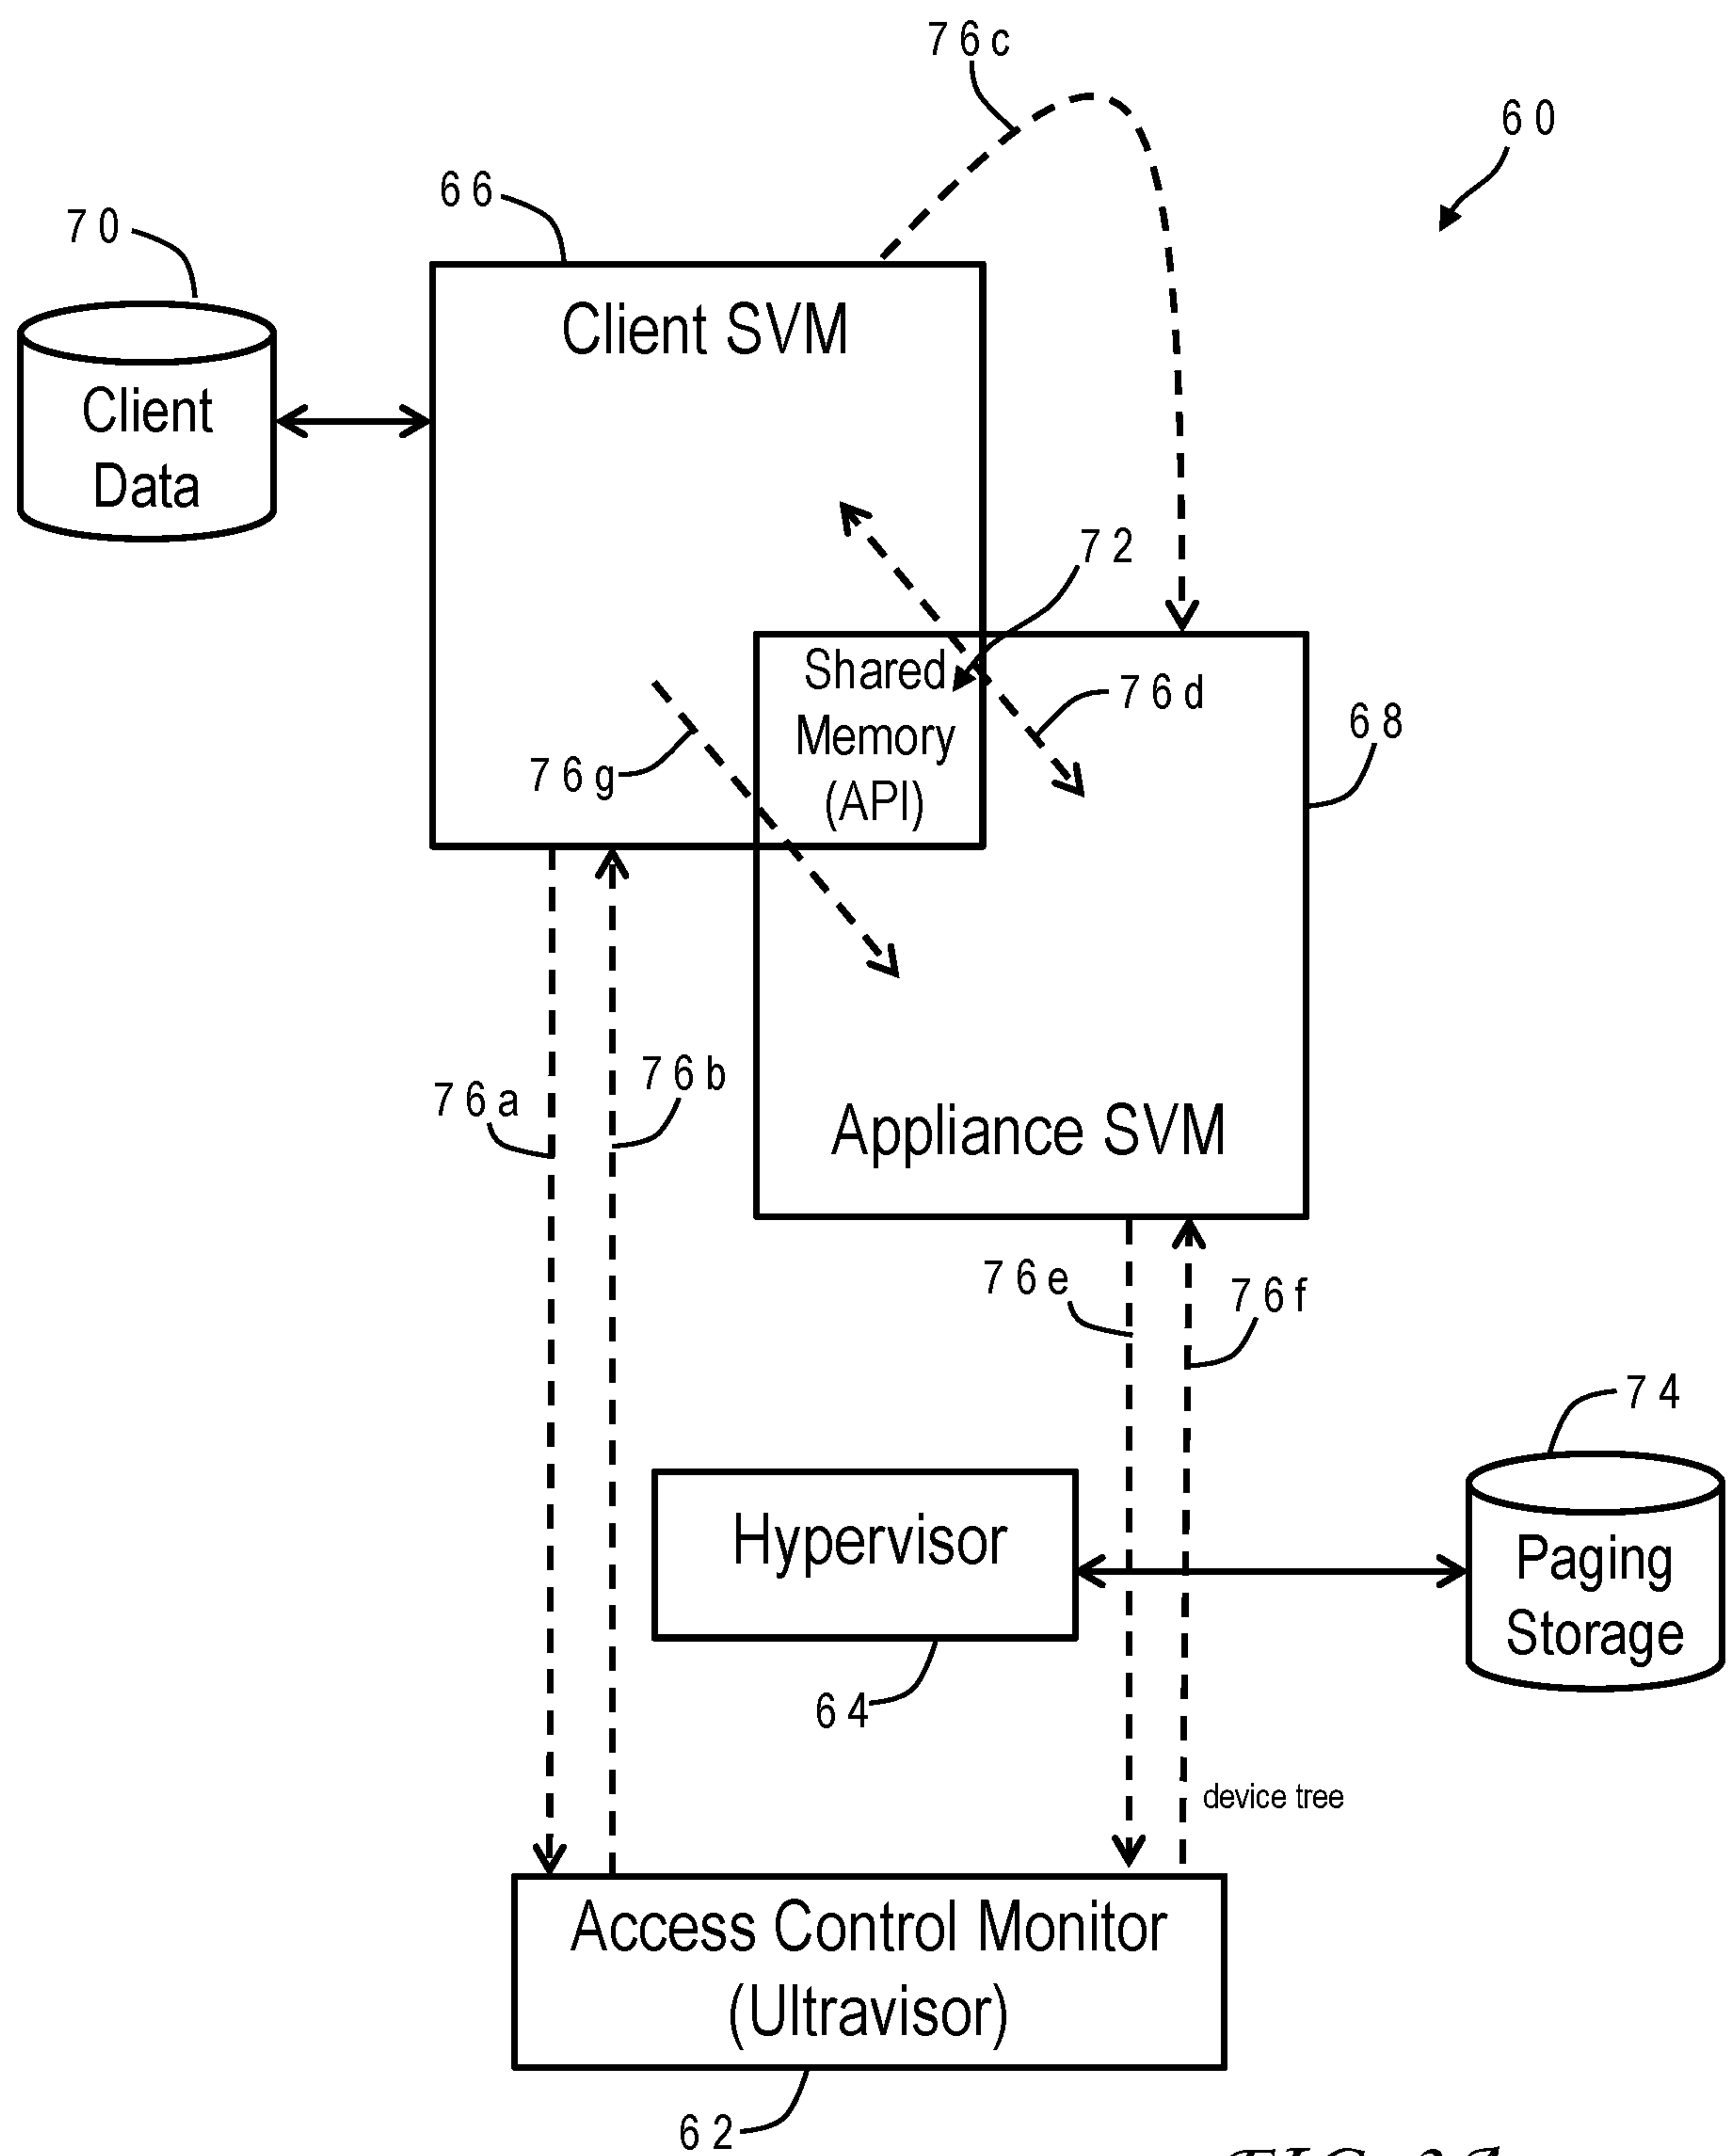 76c
60
66
70
Client SVM
Client
Data
72
Shared
Memory
(API)
76d
68
76g
76a
76b
Appliance SVM
76e
76f
74
Hypervisor
Paging
Storage
64
device tree
Access Control Monitor
(Ultravisor)
62